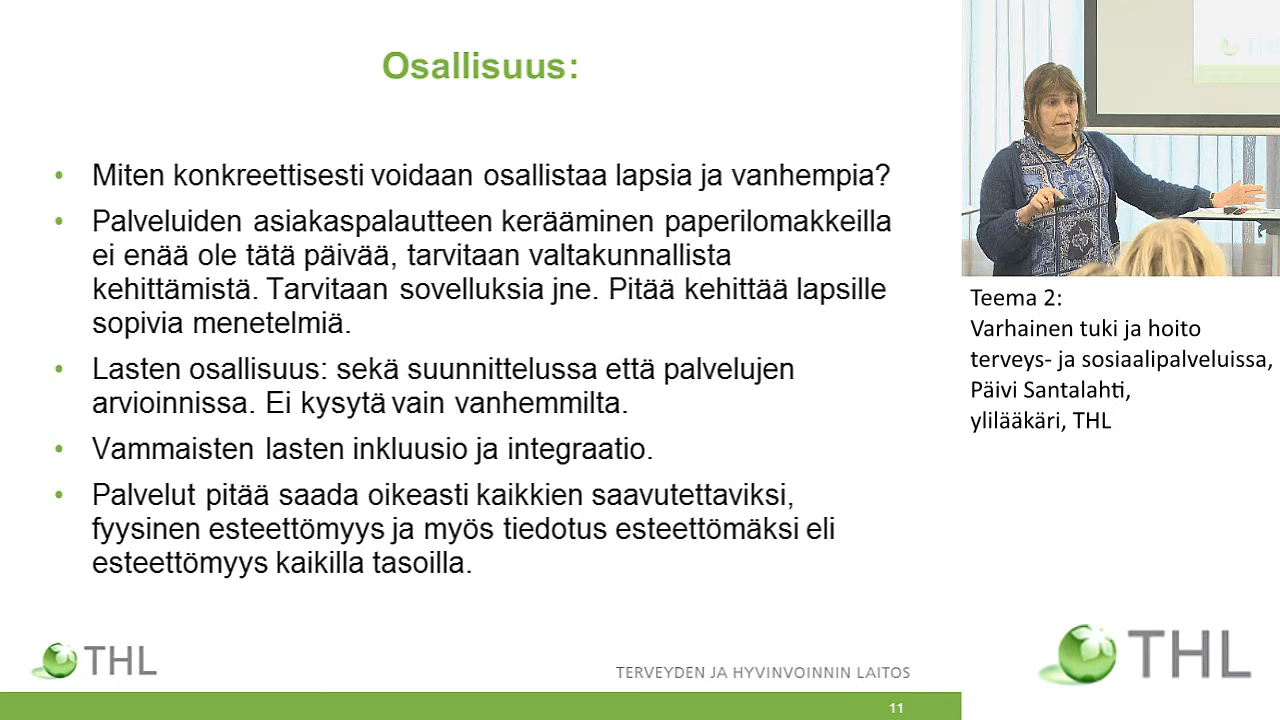 Osallisuus:
• Miten konkreettisesti voidaan osallistaa lapsia ja vanhempia?
• Palveluiden asiakaspalautteen kerääminen paperilomakkeilla
ei enää ole tätä päivää, tarvitaan valtakunnallista
kehittämistä. Tarvitaan sovelluksia jne. Pitää kehittää lapsille
sopivia menetelmiä.
• Lasten osallisuus: sekä suunnittelussa että palvelujen
arvioinnissa. Ei kysytä vain vanhemmilta.
• Vammaisten lasten inkluusio ja integraatio.
• Palvelut pitää saada oikeasti kaikkien saavutettaviksi,
fyysinen esteettömyys ja myös tiedotus esteettömäksi eli
esteettömyys kaikilla tasoilla.
THL
TERVEYDEN JA HYVINVOINNIN LAITOS
11
THL
Teema 2:
Varhainen tuki ja hoito
terveys- ja sosiaalipalveluissa,
Päivi Santalahti,
ylilääkäri, THL
THL